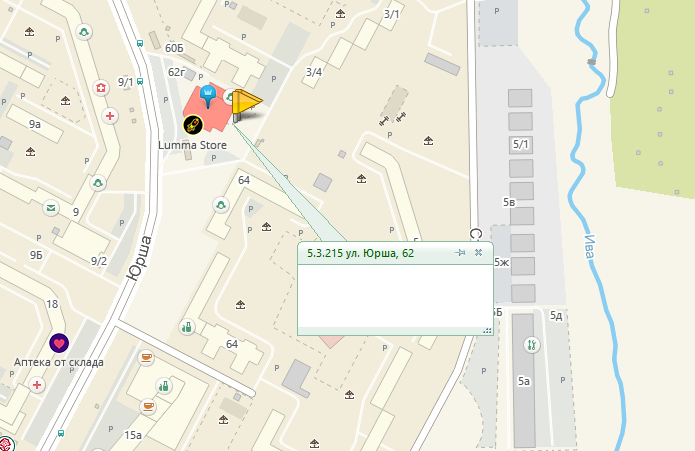 3/1
P
60Б
P
P
9/1
62г
3/4
P
9а
P
Lumma Store
5/1
P
64
9
5в
P
Юрша
С
Ива
9Б
9/2
5.3.215 ул. Юрша, 62
5ж
18
5Б
5д
Аптека от склада
64
P
5а
P
P
15а